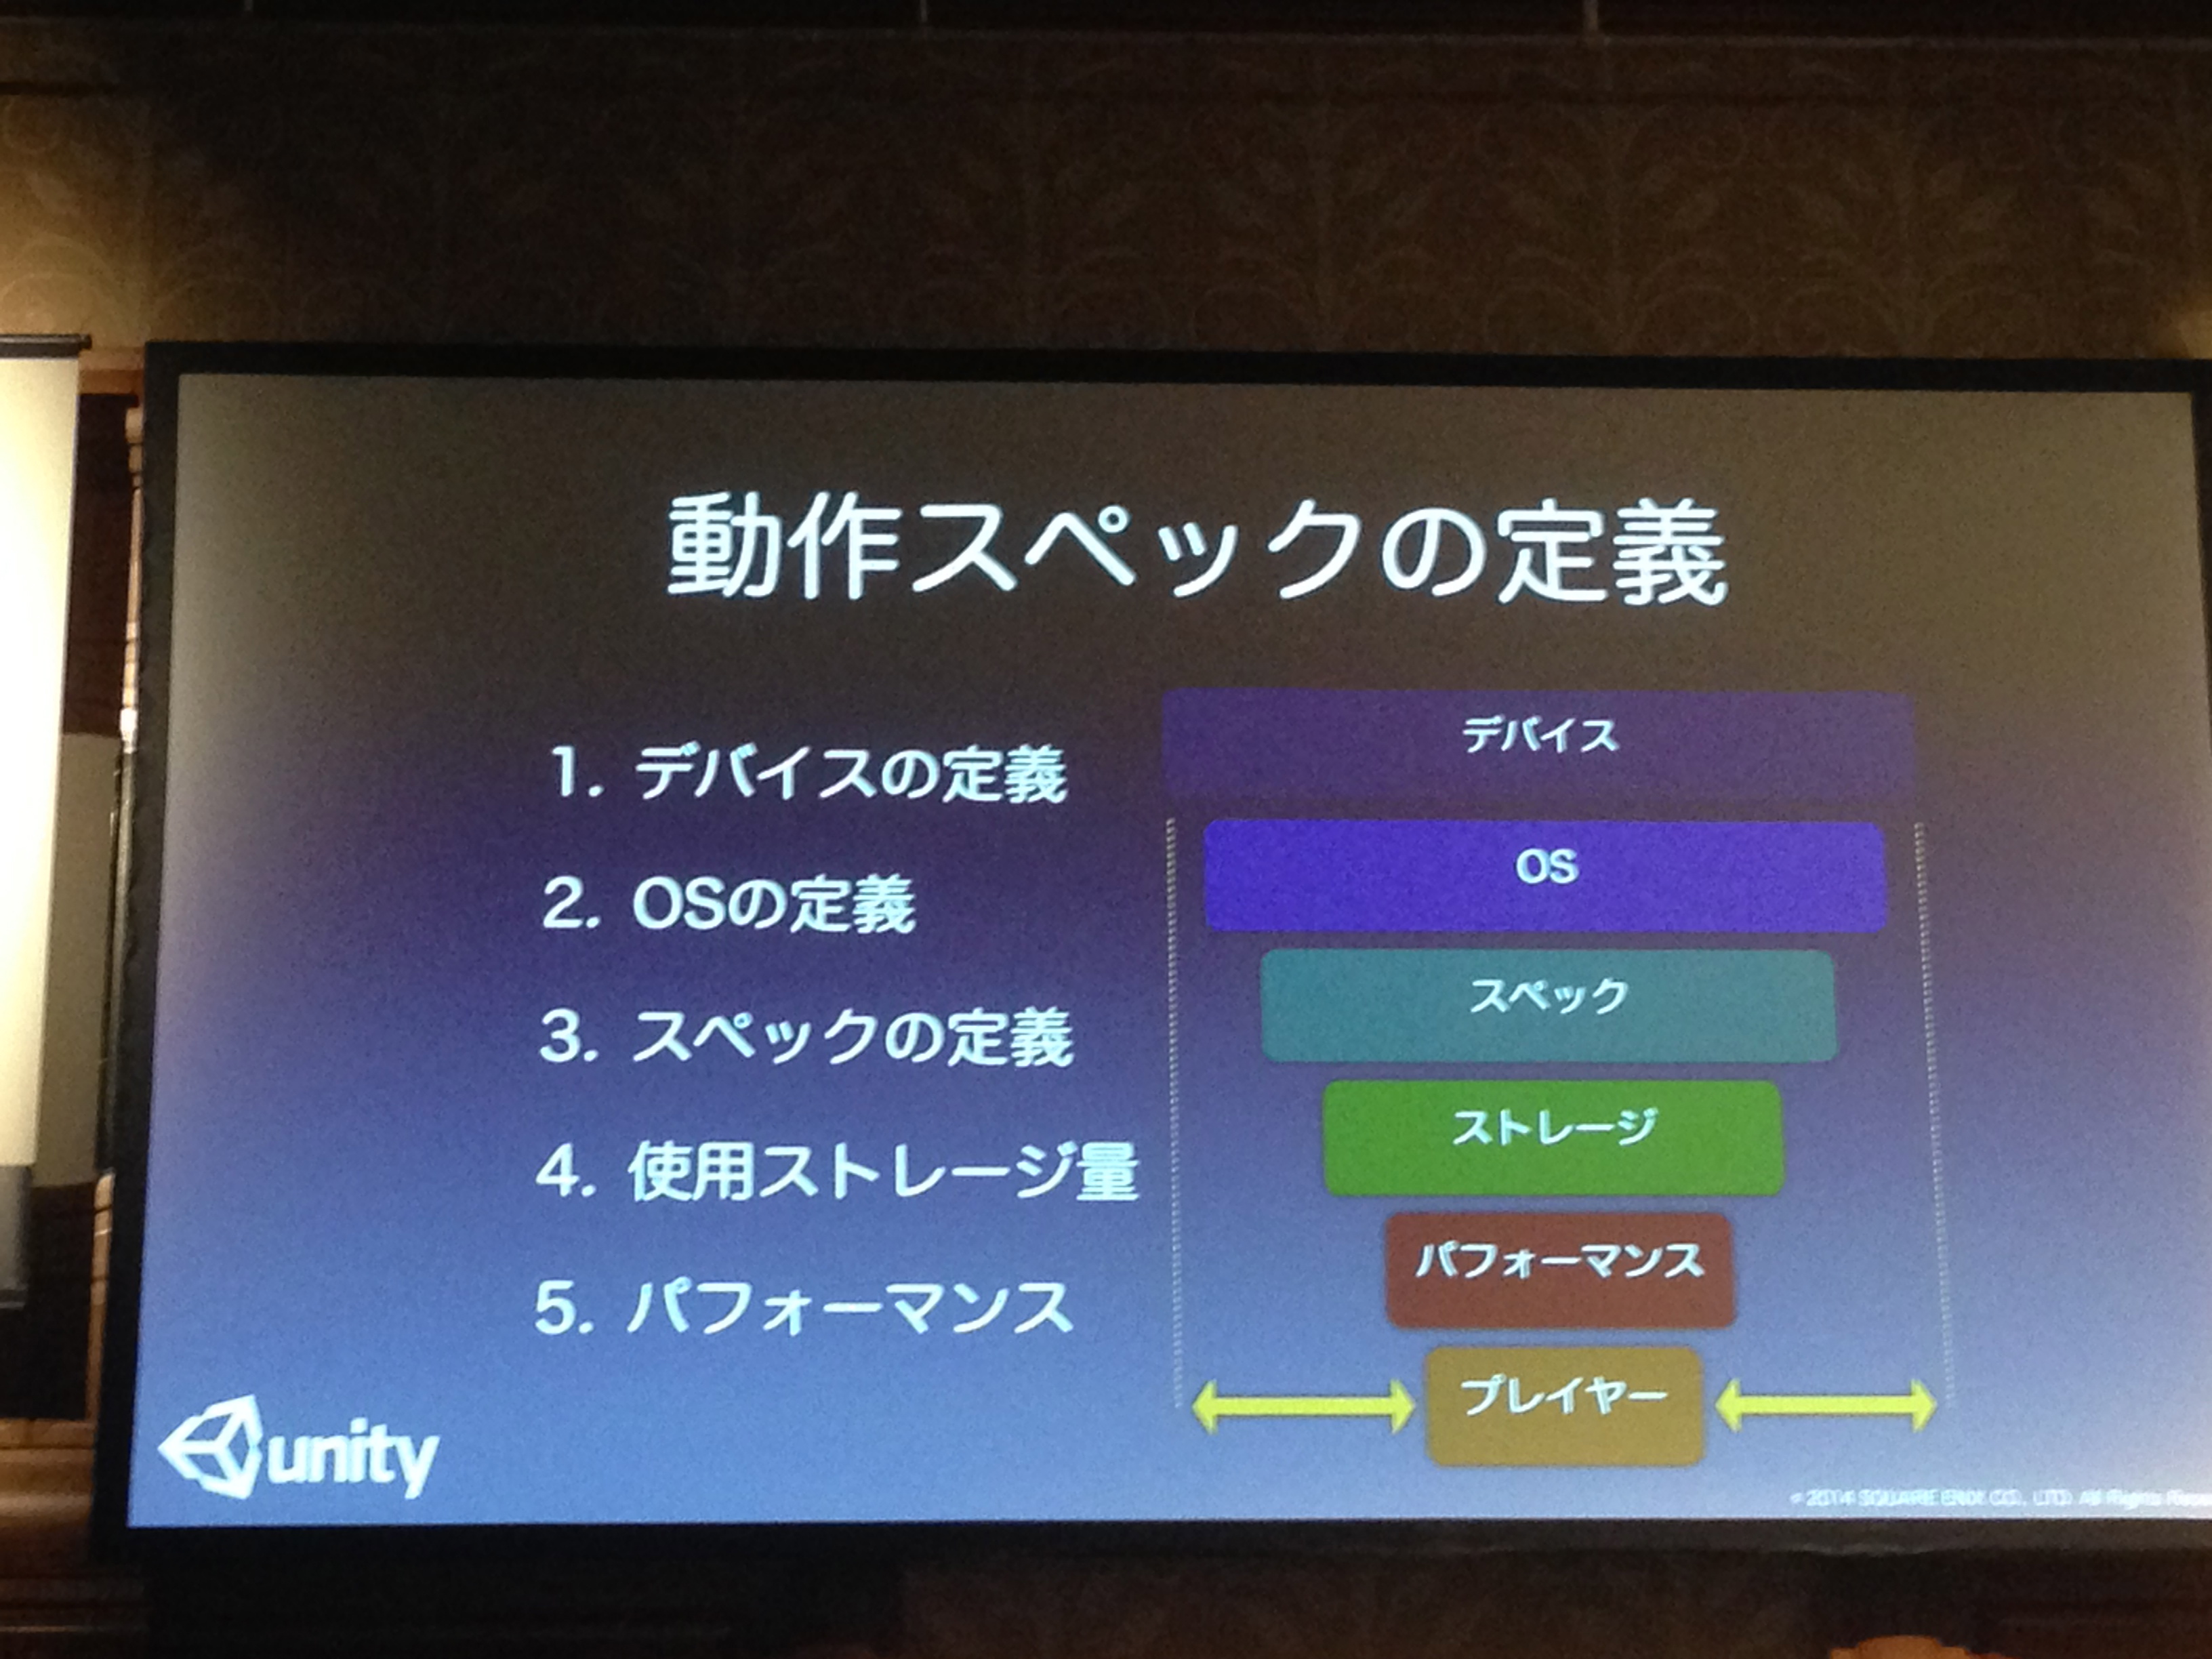 動作スペックの定義
1. デバイスの定義
2. OSの定義
3. スペックの定義
4. 使用ストレージ量
5. パフォーマンス
デバイス
OS
スペック
ストレージ
パフォーマンス
プレイヤー
unity
© 2014 SQUARE ENIX CO., LTD. All Rights